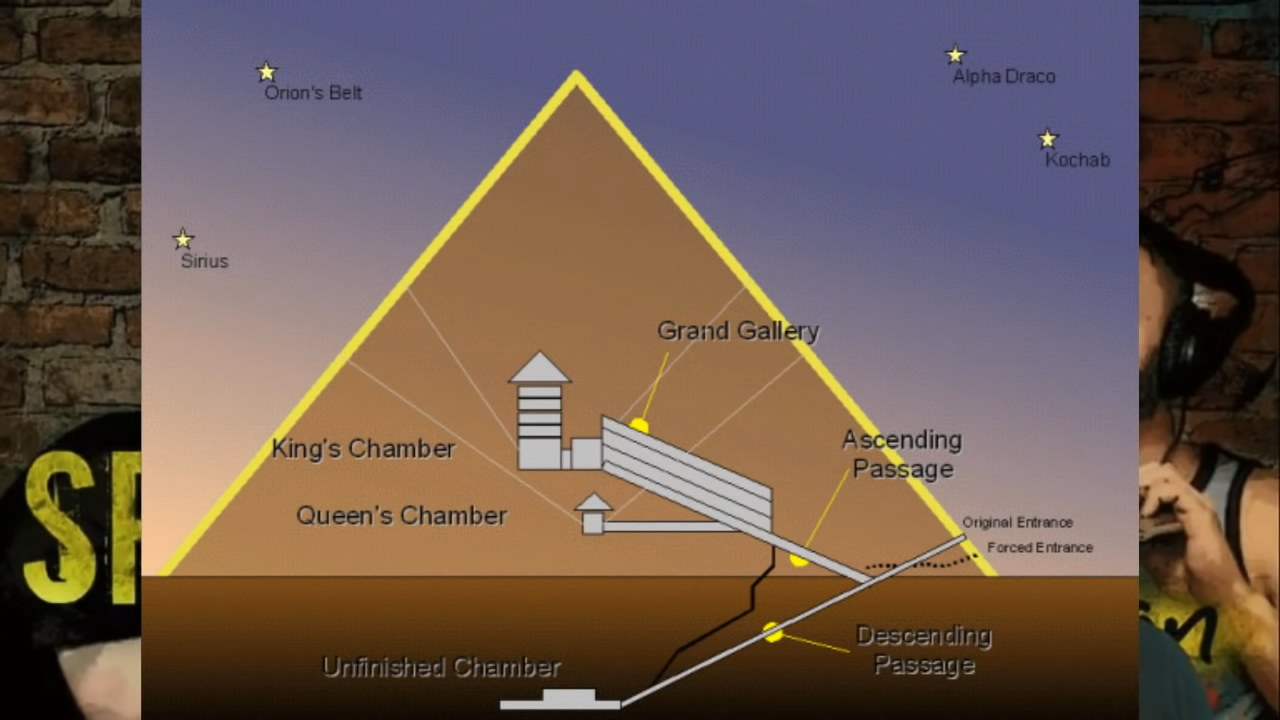 Orion's Belt
Alpha Draco
Kochab
Sirius
Grand Gallery
King's Chamber
Ascending
Passage
Queen's Chamber
Original Entrance
Forced Entrance
Descending
Passage
Unfinished Chamber